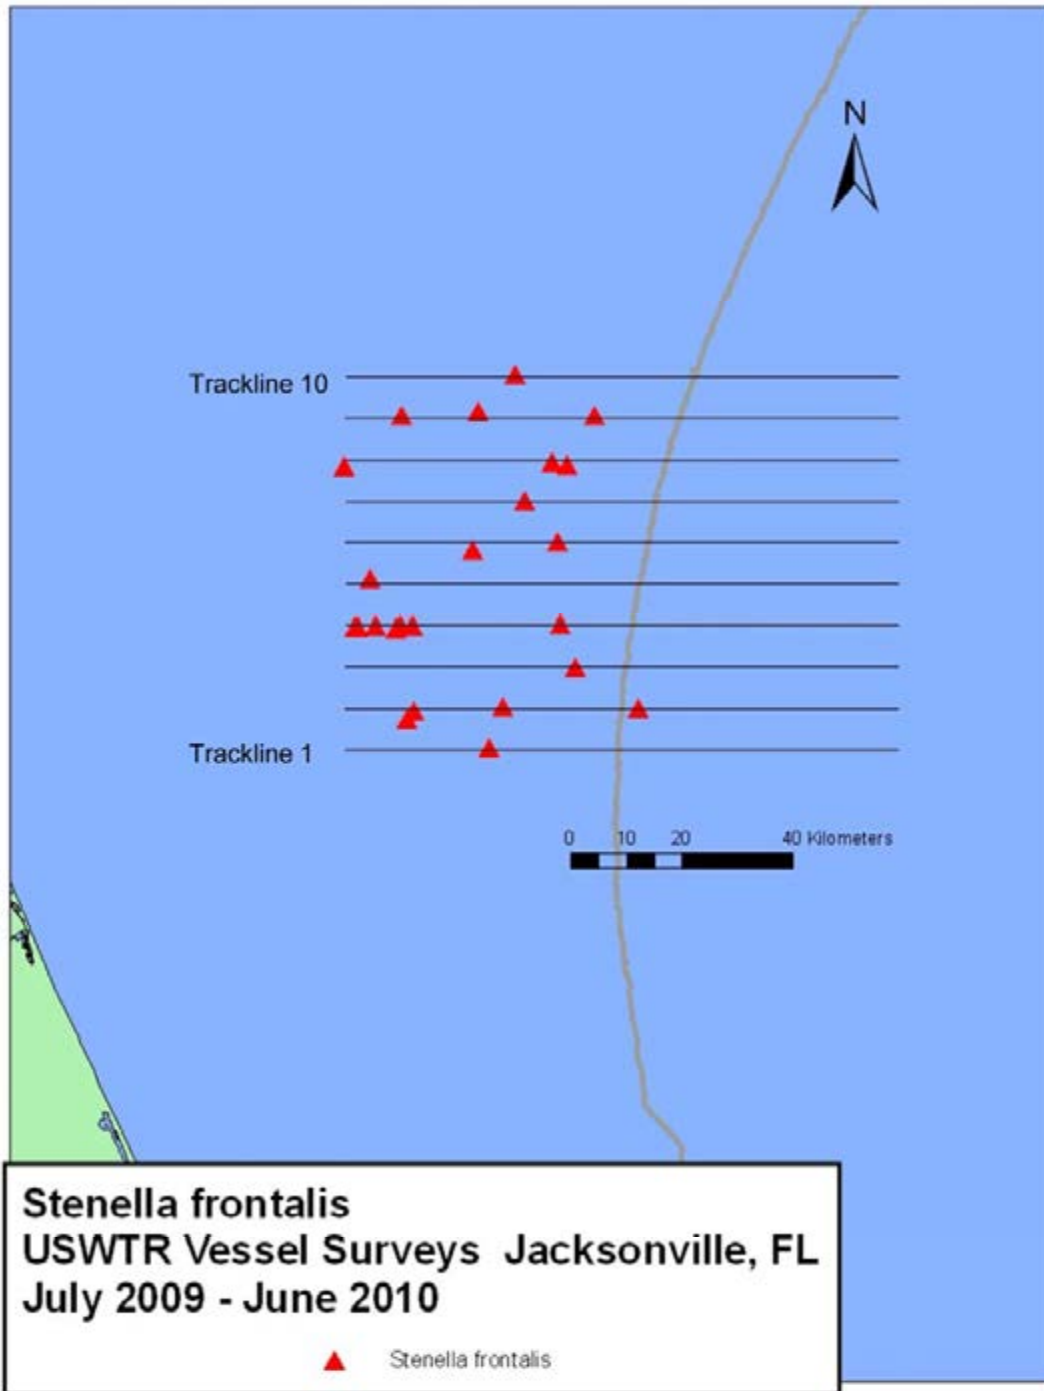 N
Trackline 10
Trackline 1
0 10 20 40 Kilometers
Stenella frontalis
USWTR Vessel Surveys Jacksonville, FL
July 2009 - June 2010
Stenella frontalis